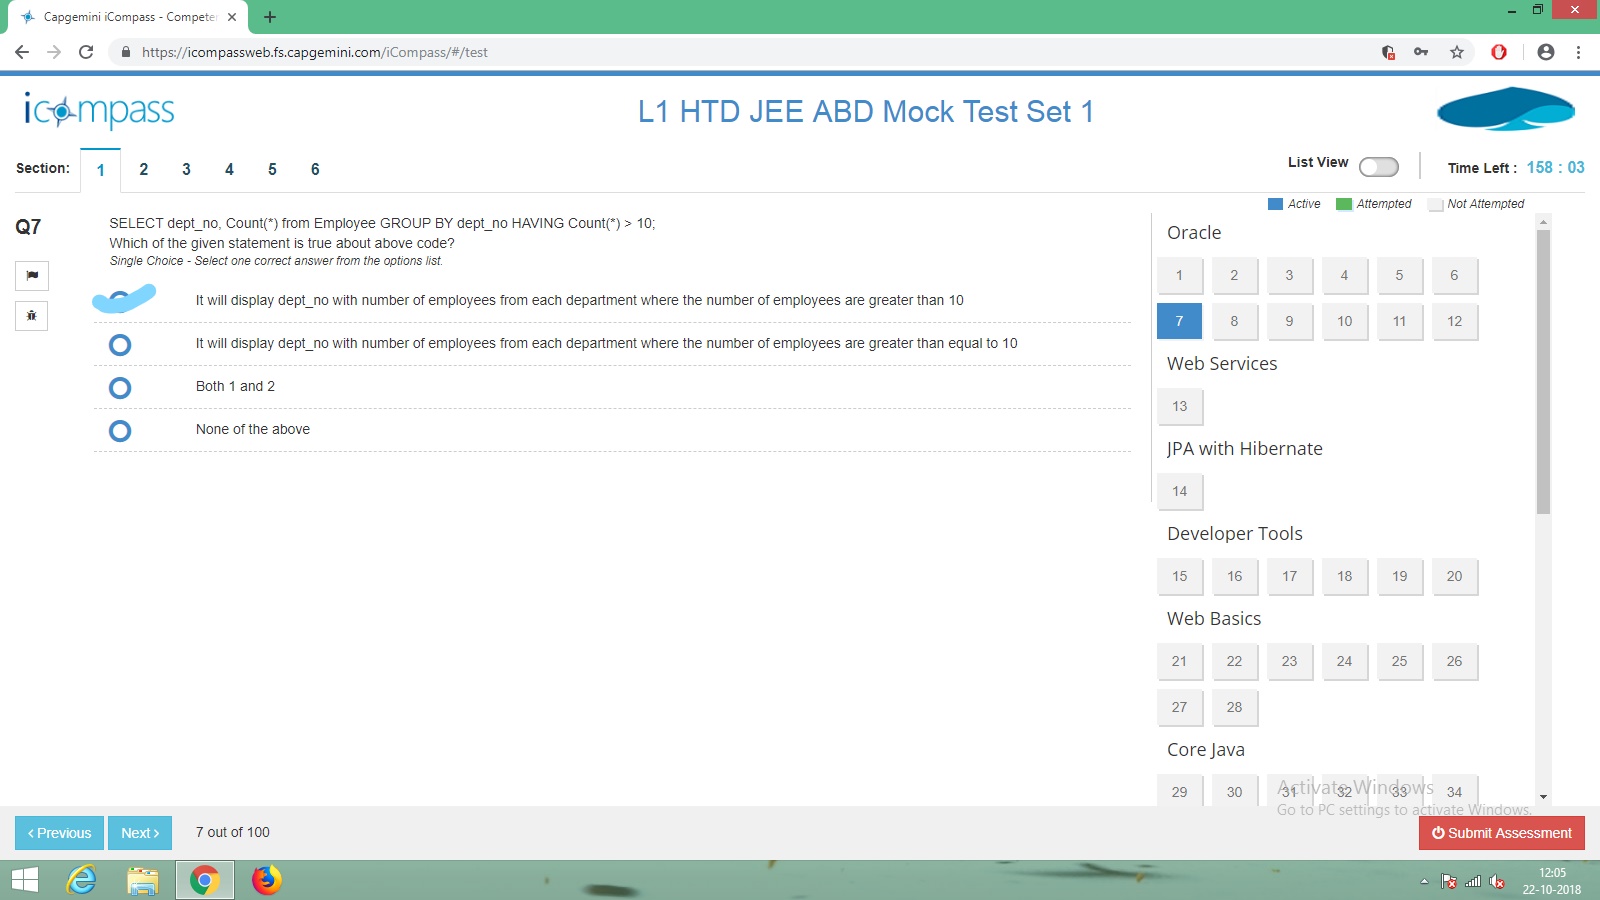 Capgemini iCompass - Competen
https://icompassweb.fs.capgemini.com/iCompass/#/test
icompass
L1 HTD JEE ABD Mock Test Set 1
Section: 1 2 3 4 5 6
List View
Time Left : 158 : 03
Active Attempted Not Attempted
Q7
SELECT dept_no, Count(*) from Employee GROUP BY dept_no HAVING Count(*) > 10;
Which of the given statement is true about above code?
Single Choice - Select one correct answer from the options list.
It will display dept_no with number of employees from each department where the number of employees are greater than 10
It will display dept_no with number of employees from each department where the number of employees are greater than equal to 10
Both 1 and 2
None of the above
Oracle
1 2 3 4 5 6
7 8 9 10 11 12
Web Services
13
JPA with Hibernate
14
Developer Tools
15 16 17 18 19 20
Web Basics
21 22 23 24 25 26
27 28
Core Java
29 30 31 32 33 34
Activate Windows
Go to PC settings to activate Windows.
Previous
Next
7 out of 100
Submit Assessment
12:05
22-10-2018